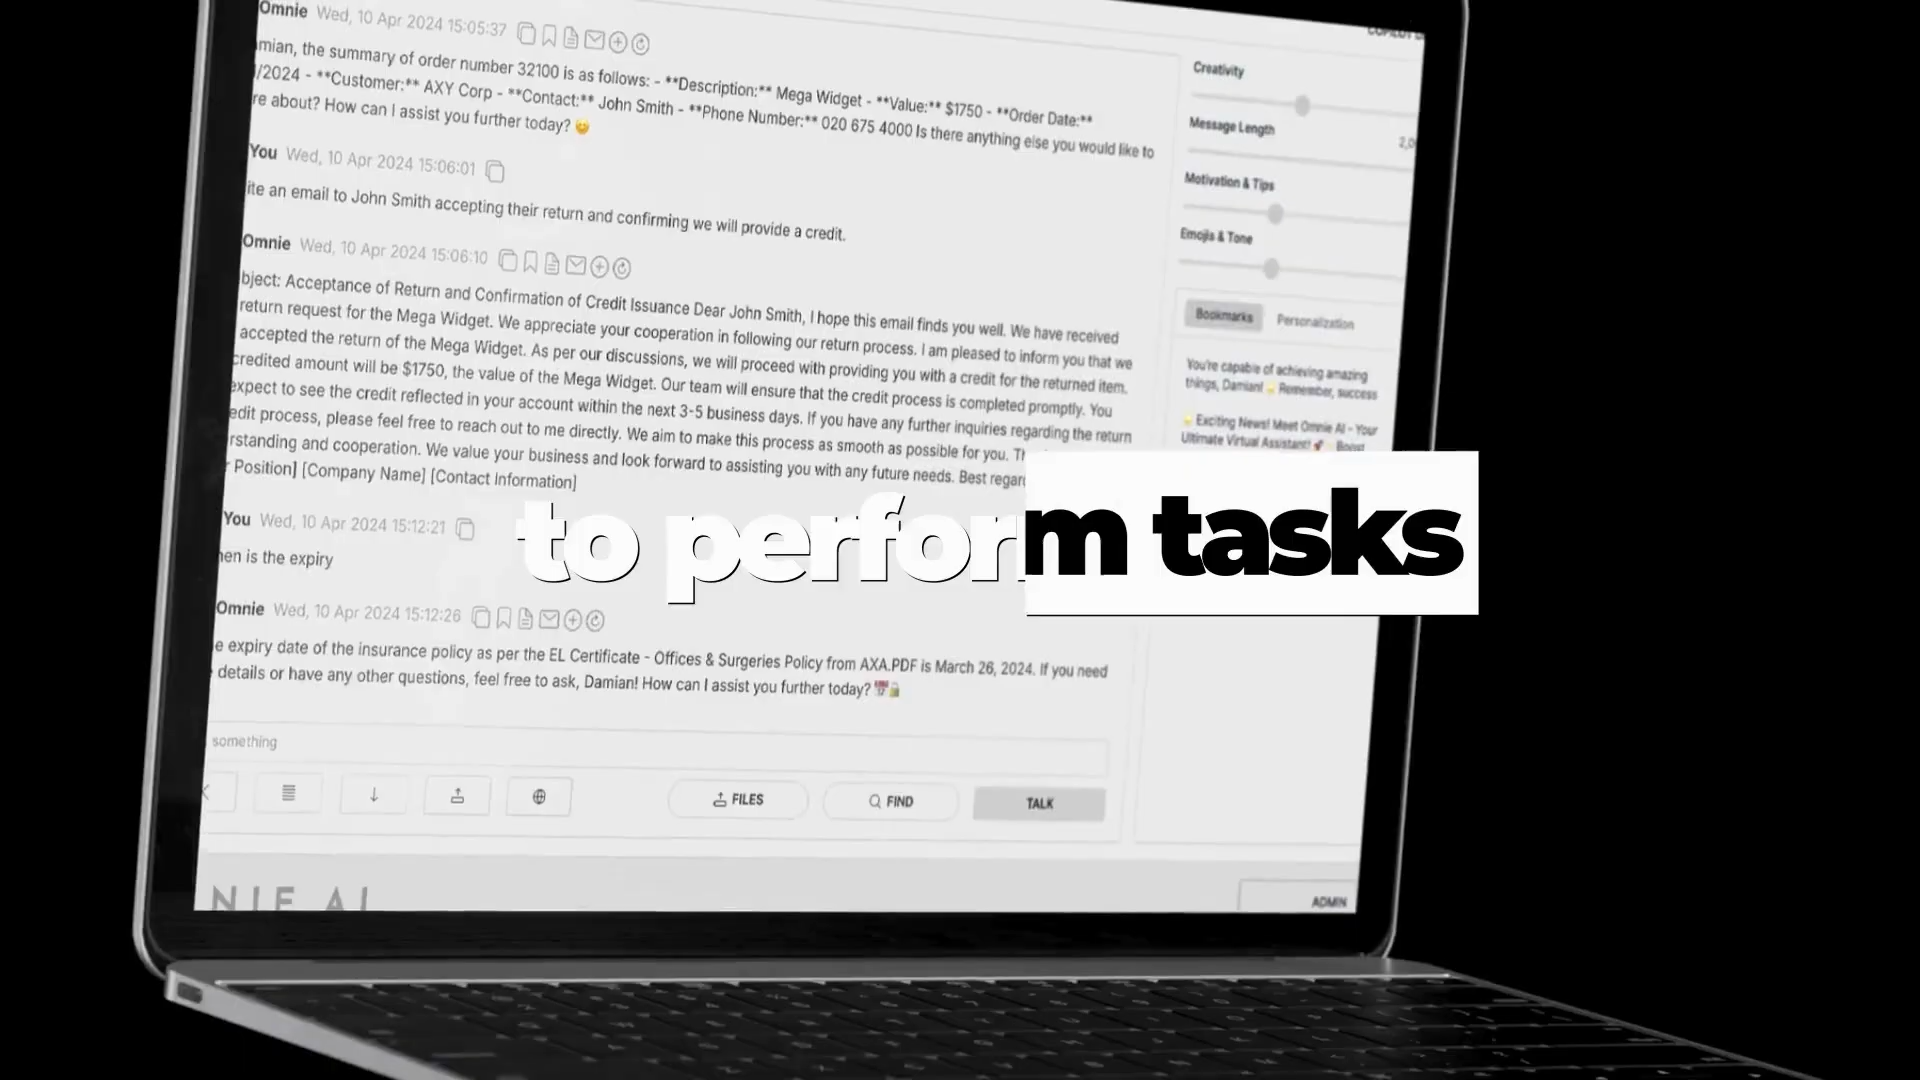 Omnie Wed, 10 Apr 2024 15:05:37
mian, the summary of order number 32100 is as follows: - **Description:** Mega Widget - **Value:** $1750 - **Order Date:**
/2024 - **Customer:** AXY Corp - **Contact:** John Smith - **Phone Number:** 020 675 4000 Is there anything else you would like to
re about? How can I assist you further today? 😊
You Wed, 10 Apr 2024 15:06:01
ite an email to John Smith accepting their return and confirming we will provide a credit.
Omnie Wed, 10 Apr 2024 15:06:10
bject: Acceptance of Return and Confirmation of Credit Issuance Dear John Smith, I hope this email finds you well. We have received
return request for the Mega Widget. We appreciate your cooperation in following our return process. I am pleased to inform you that we
accepted the return of the Mega Widget. As per our discussions, we will proceed with providing you with a credit for the returned item.
credited amount will be $1750, the value of the Mega Widget. Our team will ensure that the credit process is completed promptly. You
expect to see the credit reflected in your account within the next 3-5 business days. If you have any further inquiries regarding the return
edit process, please feel free to reach out to me directly. We aim to make this process as smooth as possible for you. Th
rstanding and cooperation. We value your business and look forward to assisting you with any future needs. Best regar
r Position] [Company Name] [Contact Information]
You Wed, 10 Apr 2024 15:12:21
hen is the expiry
Omnie Wed, 10 Apr 2024 15:12:26
e expiry date of the insurance policy as per the EL Certificate - Offices & Surgeries Policy from AXA.PDF is March 26, 2024. If you need
details or have any other questions, feel free to ask, Damian! How can I assist you further today? 📅🔒
something
FILES
FIND
TALK
NIE AI
ADMIN
Creativity
Message Length
2,0
Motivation & Tips
Emojis & Tone
Bookmarks Personalization
You're capable of achieving amazing
things, Damian! 🌟 Remember, success
🌟 Exciting News! Meet Omnie AI - Your
Ultimate Virtual Assistant! 🚀 Boost
to perform tasks